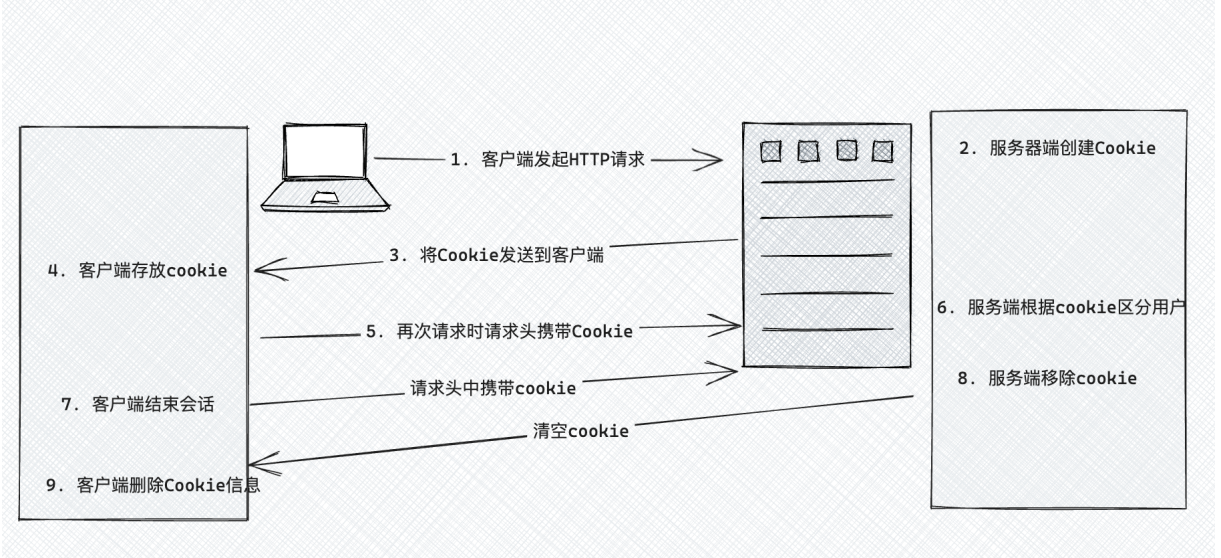 1. 客户端发起HTTP请求
2. 服务器端创建Cookie
3. 将Cookie发送到客户端
4. 客户端存放cookie
5. 再次请求时请求头携带Cookie
6. 服务端根据cookie区分用户
7. 客户端结束会话
请求头中携带cookie
8. 服务端移除cookie
清空cookie
9. 客户端删除Cookie信息